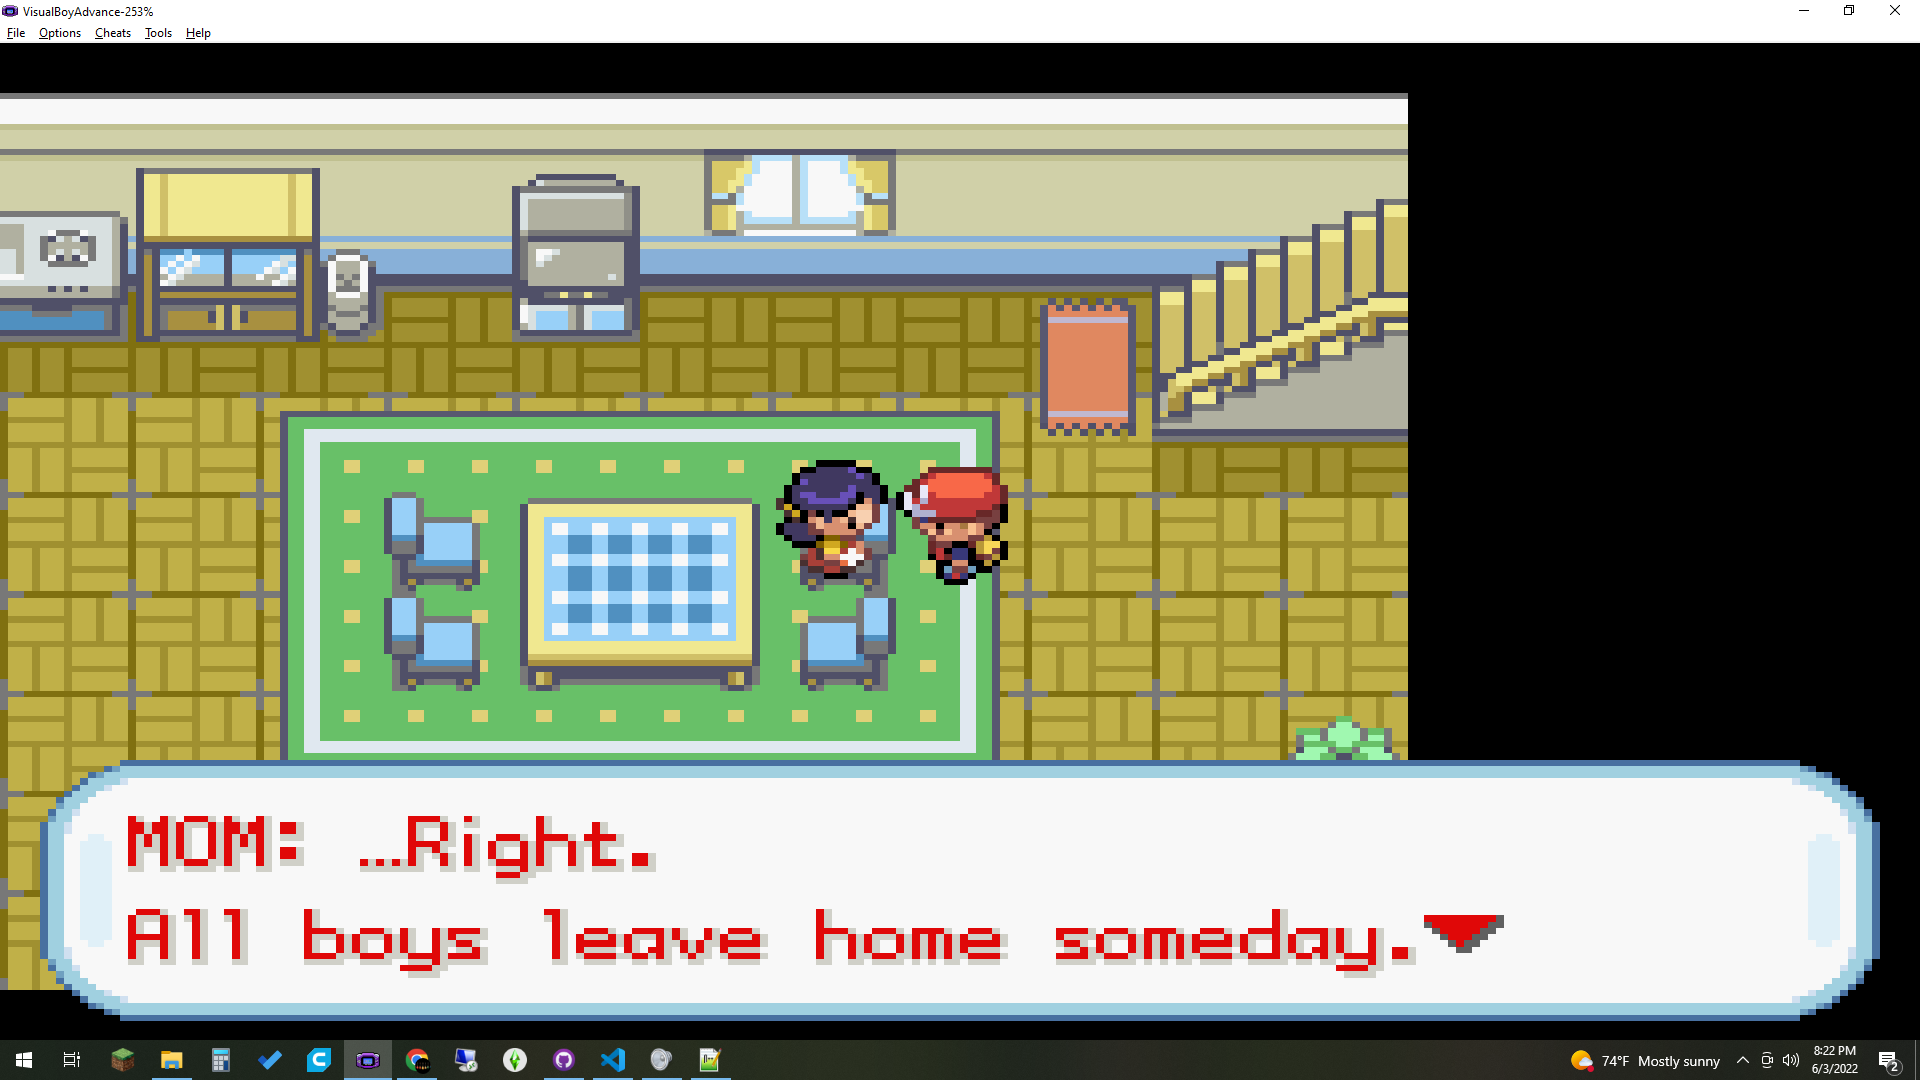 VisualBoyAdvance-253%
File Options Cheats Tools Help
MOM: …Right.
All boys leave home someday.
74°F Mostly sunny
8:22 PM
6/3/2022
2